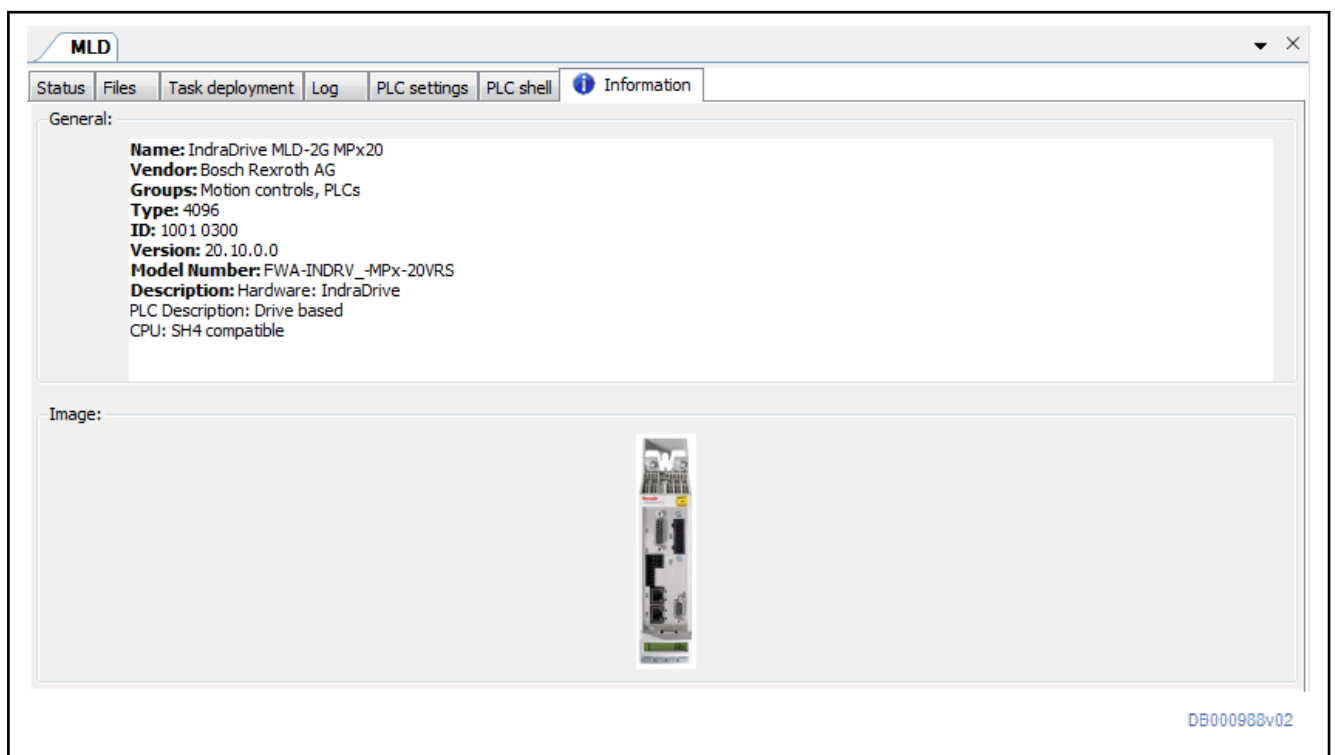 MLD
Status Files Task deployment Log PLC settings PLC shell Information
General:
Name: IndraDrive MLD-2G MPx20
Vendor: Bosch Rexroth AG
Groups: Motion controls, PLCs
Type: 4096
ID: 1001 0300
Version: 20.10.0.0
Model Number: FWA-INDRV_-MPx-20VRS
Description: Hardware: IndraDrive
PLC Description: Drive based
CPU: SH4 compatible
Image:
DB000988v02